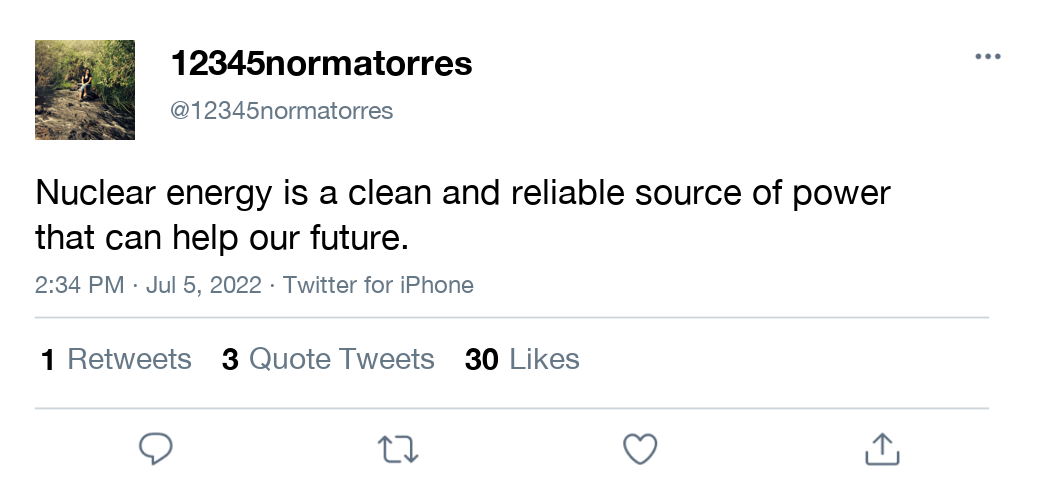 12345normatorres
@12345normatorres
Nuclear energy is a clean and reliable source of power
that can help our future.
2:34 PM · Jul 5, 2022 · Twitter for iPhone
1 Retweets 3 Quote Tweets 30 Likes